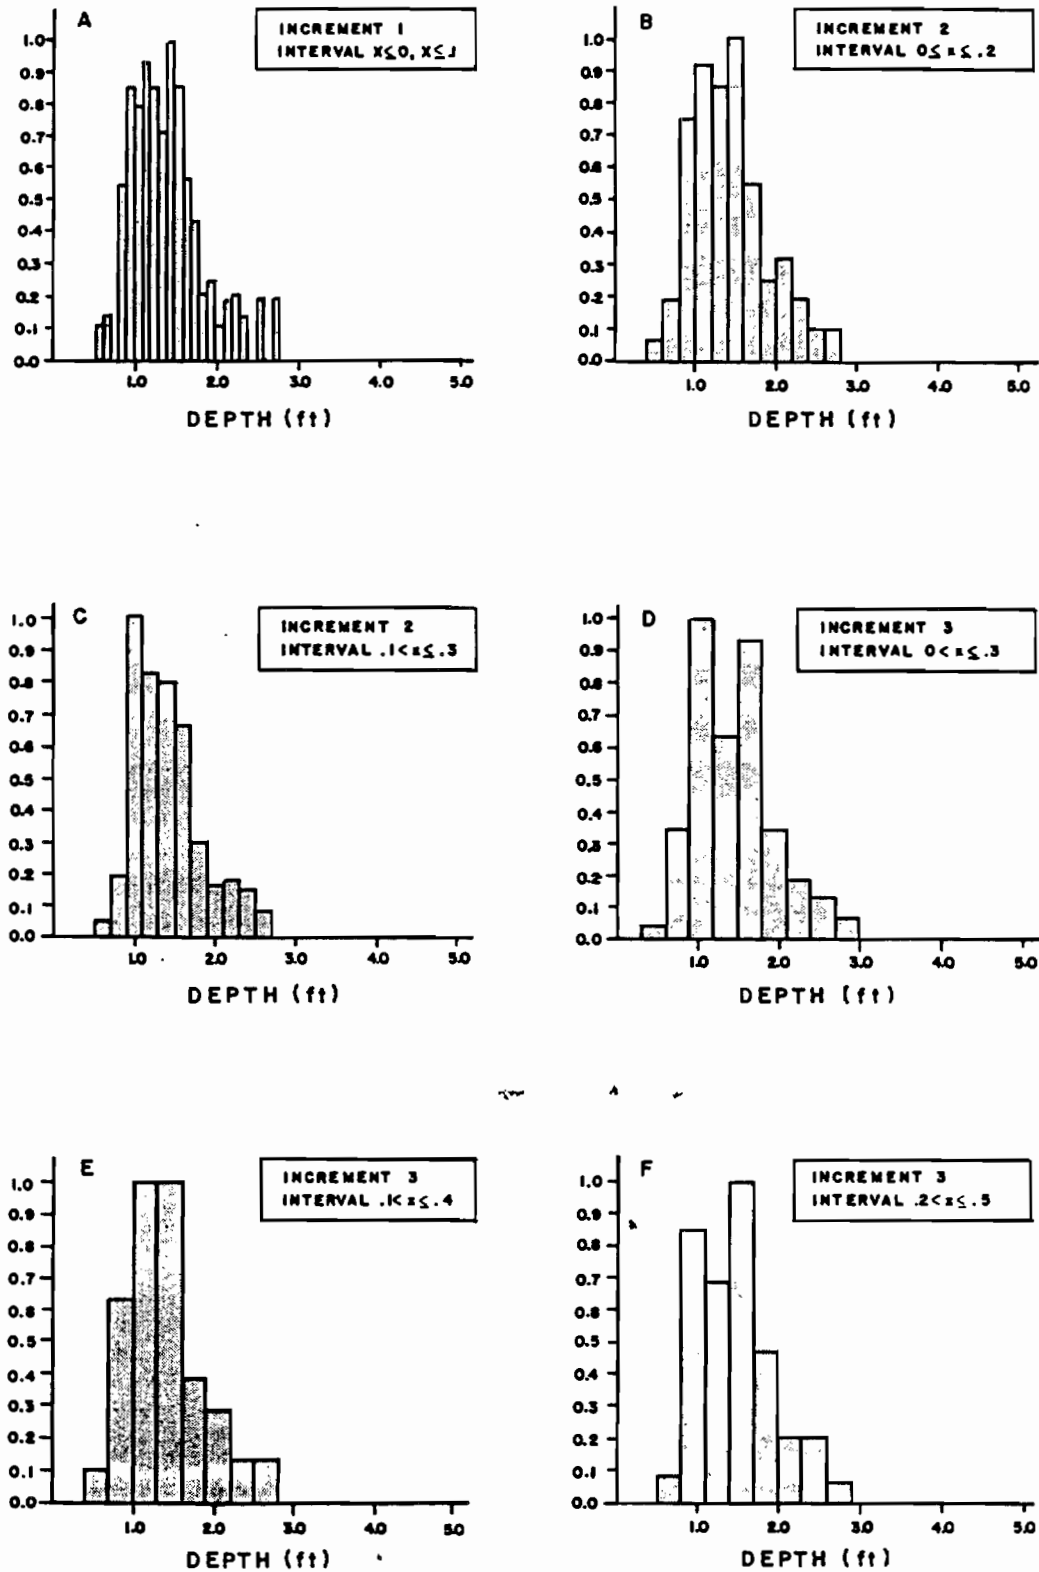 A
INCREMENT 1
INTERVAL X≤0, X≤.1
1.0
0.9
0.8
0.7
0.6
0.5
0.4
0.3
0.2
0.1
0.0
1.0 2.0 3.0 4.0 5.0
DEPTH (ft)
B
INCREMENT 2
INTERVAL 0≤x≤.2
1.0
0.9
0.8
0.7
0.6
0.5
0.4
0.3
0.2
0.1
0.0
1.0 2.0 3.0 4.0 5.0
DEPTH (ft)
C
INCREMENT 2
INTERVAL .1<x≤.3
1.0
0.9
0.8
0.7
0.6
0.5
0.4
0.3
0.2
0.1
0.0
1.0 2.0 3.0 4.0 5.0
DEPTH (ft)
D
INCREMENT 3
INTERVAL 0<x≤.3
1.0
0.9
0.8
0.7
0.6
0.5
0.4
0.3
0.2
0.1
0.0
1.0 2.0 3.0 4.0 5.0
DEPTH (ft)
E
INCREMENT 3
INTERVAL .1<x≤.4
1.0
0.9
0.8
0.7
0.6
0.5
0.4
0.3
0.2
0.1
0.0
1.0 2.0 3.0 4.0 5.0
DEPTH (ft)
F
INCREMENT 3
INTERVAL .2<x≤.5
1.0
0.9
0.8
0.7
0.6
0.5
0.4
0.3
0.2
0.1
0.0
1.0 2.0 3.0 4.0 5.0
DEPTH (ft)